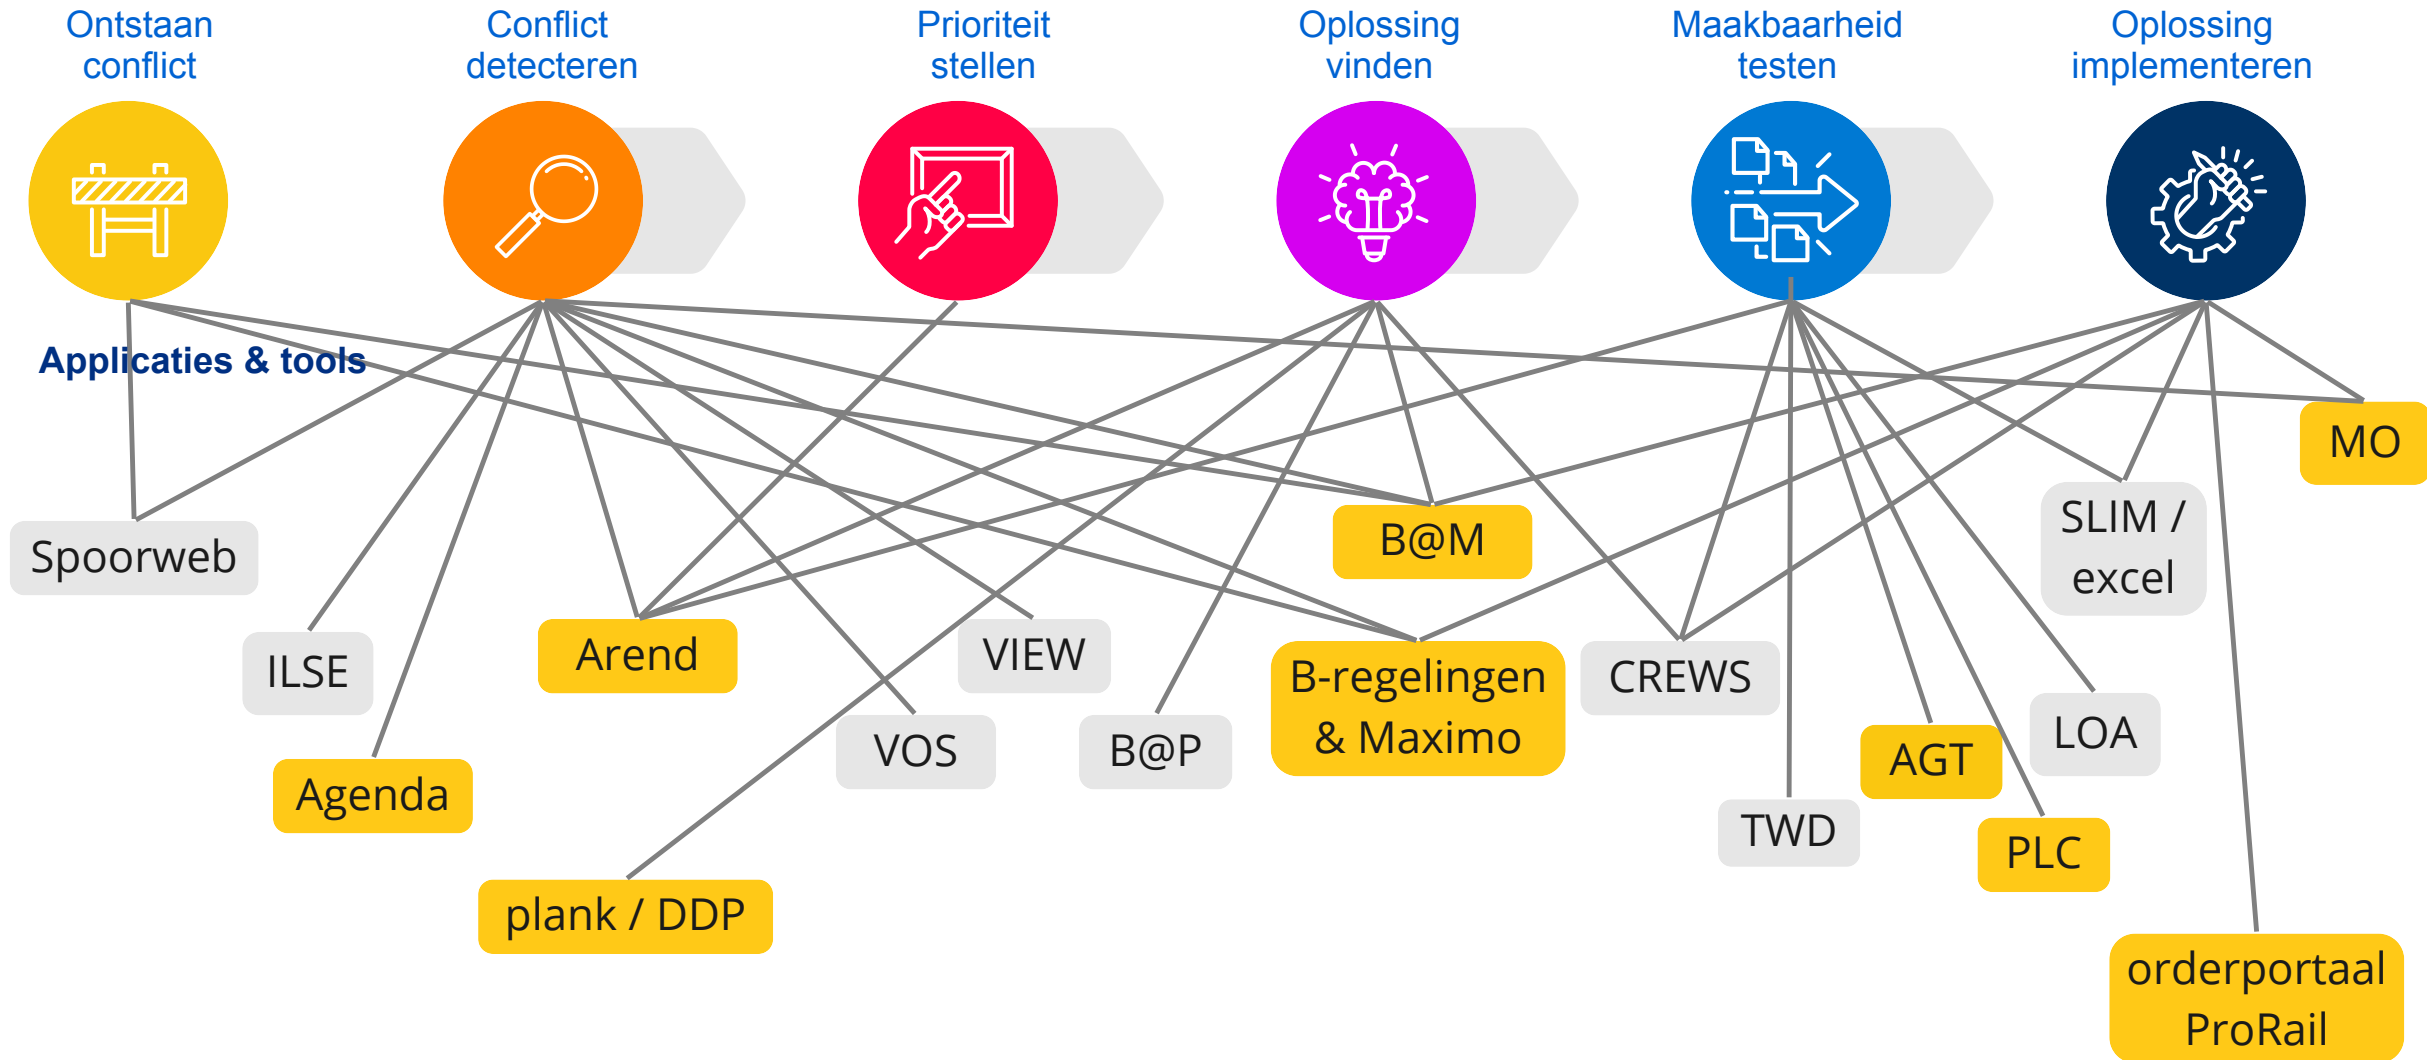 Ontstaan
conflict
Conflict
detecteren
Prioriteit
stellen
Oplossing
vinden
Maakbaarheid
testen
Oplossing
implementeren
Applicaties & tools
MO
Spoorweb
B@M
SLIM /
excel
ILSE
Arend
VIEW
B-regelingen
& Maximo
CREWS
Agenda
VOS
B@P
AGT
LOA
TWD
PLC
plank / DDP
orderportaal
ProRail